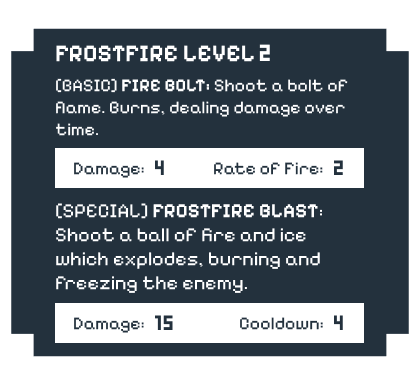 FROSTFIRE LEVEL 2
(BASIC) FIRE BOLT: Shoot a bolt of
flame. Burns, dealing damage over
time.
Damage: 4 Rate of Fire: 2
(SPECIAL) FROSTFIRE BLAST:
Shoot a ball of fire and ice
which explodes, burning and
freezing the enemy.
Damage: 15 Cooldown: 4